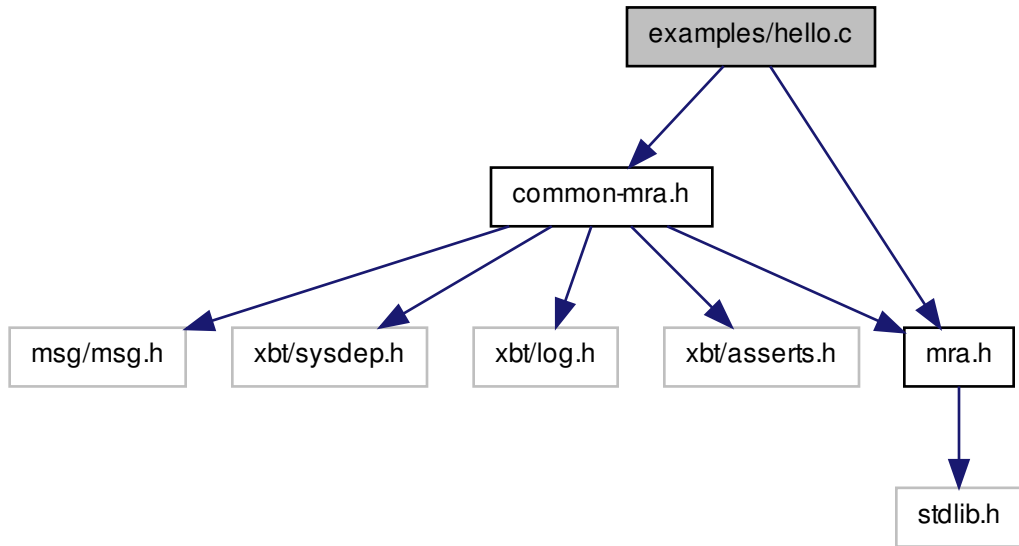 examples/hello.c
common-mra.h
msg/msg.h
xbt/sysdep.h
xbt/log.h
xbt/asserts.h
mra.h
stdlib.h